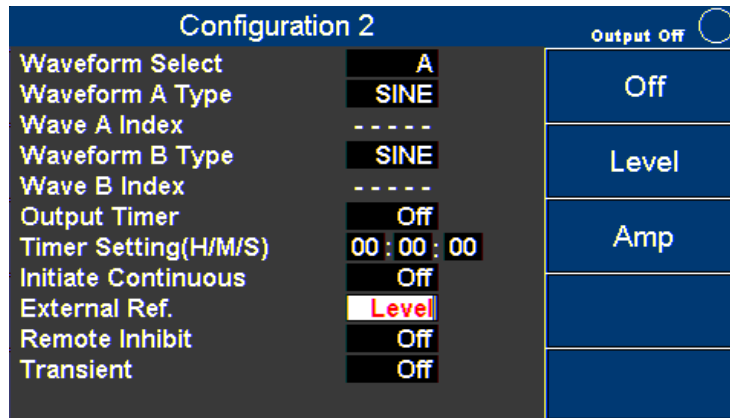 Configuration 2
Output Off
Waveform Select A
Waveform A Type SINE
Wave A Index - - - - -
Waveform B Type SINE
Wave B Index - - - - -
Output Timer Off
Timer Setting(H/M/S) 00 : 00 : 00
Initiate Continuous Off
External Ref. Level
Remote Inhibit Off
Transient Off
Off
Level
Amp